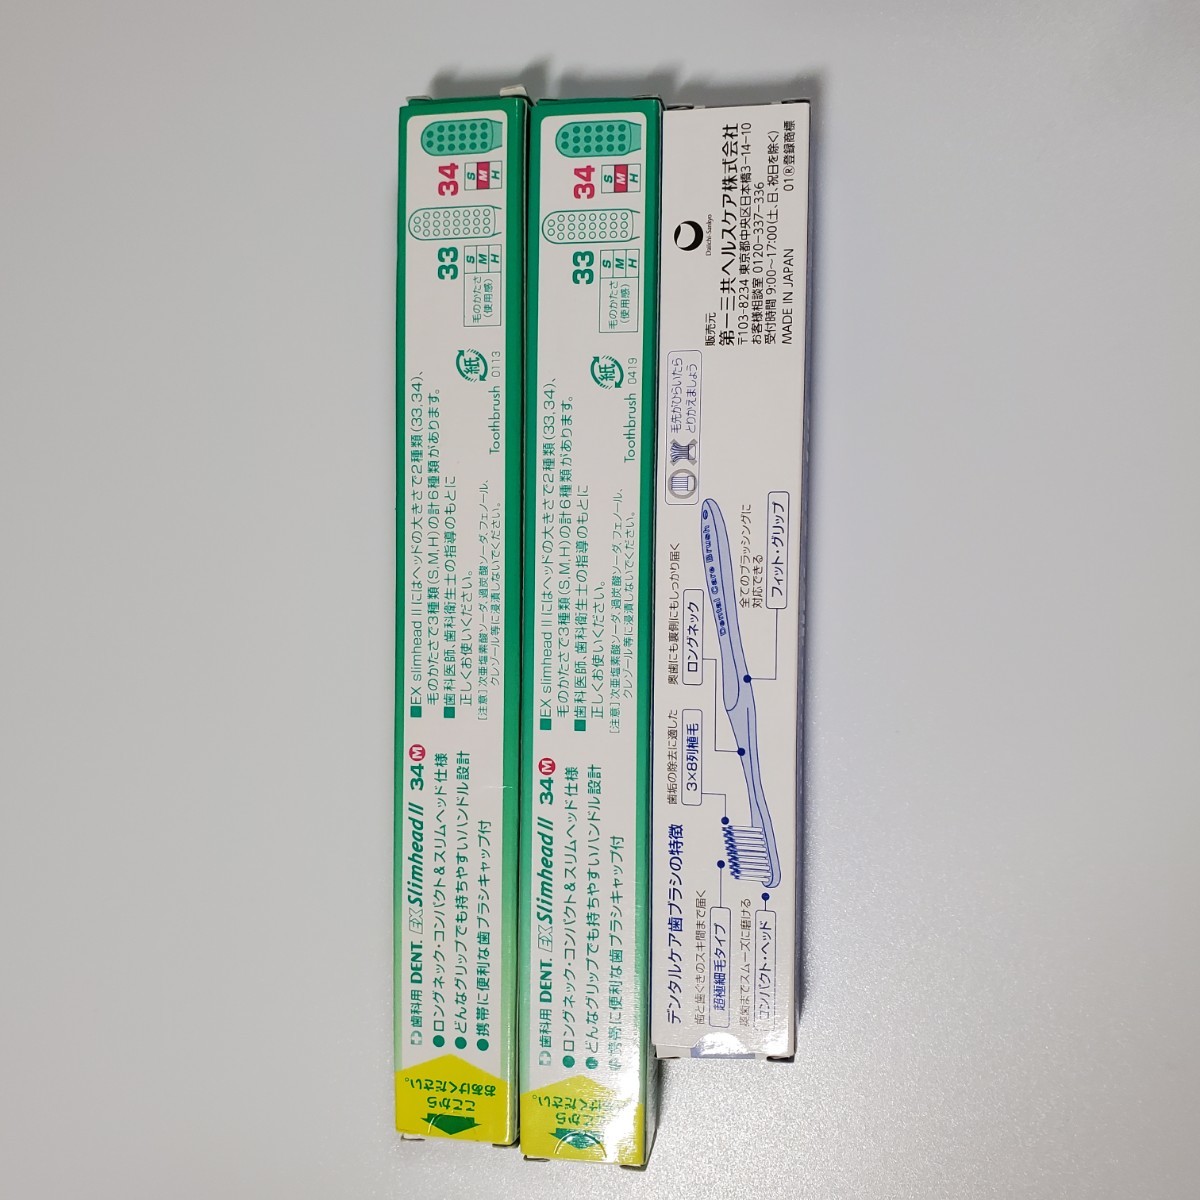 歯科用 DENT. EX Slimhead II 34 M
●ロングネック・コンパクト&スリムヘッド仕様
●どんなグリップでも持ちやすいハンドル設計
●携帯に便利な歯ブラシキャップ付
■EX slimhead IIにはヘッドの大きさで2種類(33,34)、
毛のかたさで3種類(S,M,H)の計6種類があります。
■歯科医師、歯科衛生士の指導のもとに
正しくお使いください。
[注意]次亜塩素酸ソーダ、過炭酸ソーダ、フェノール、
クレゾール等に浸漬しないでください。
紙
Toothbrush 0113
33
34
毛のかたさ
(使用感)
S
M
H
S
M
H
ここから
おあけください。
歯科用 DENT. EX Slimhead II 34 M
●ロングネック・コンパクト&スリムヘッド仕様
●どんなグリップでも持ちやすいハンドル設計
携帯に便利な歯ブラシキャップ付
■EX slimhead IIにはヘッドの大きさで2種類(33,34)、
毛のかたさで3種類(S,M,H)の計6種類があります。
■歯科医師、歯科衛生士の指導のもとに
正しくお使いください。
[注意]次亜塩素酸ソーダ、過炭酸ソーダ、フェノール、
クレゾール等に浸漬しないでください。
紙
Toothbrush 0419
33
34
毛のかたさ
(使用感)
S
M
H
S
M
H
デンタルケア歯ブラシの特徴
歯と歯ぐきのスキ間まで届く
超極細毛タイプ
奥歯までスムーズに磨ける
コンパクト・ヘッド
歯垢の除去に適した
3×8列植毛
奥歯にも裏側にもしっかり届く
ロングネック
全てのブラッシングに
対応できる
フィット・グリップ
Dental Care Brush
毛先がひらいたら
とりかえましょう
Daiichi-Sankyo
販売元
第一三共ヘルスケア株式会社
〒103-8234 東京都中央区日本橋3-14-10
お客様相談室 0120-337-336
受付時間 9:00〜17:00(土、日、祝日を除く)
MADE IN JAPAN 01®登録商標